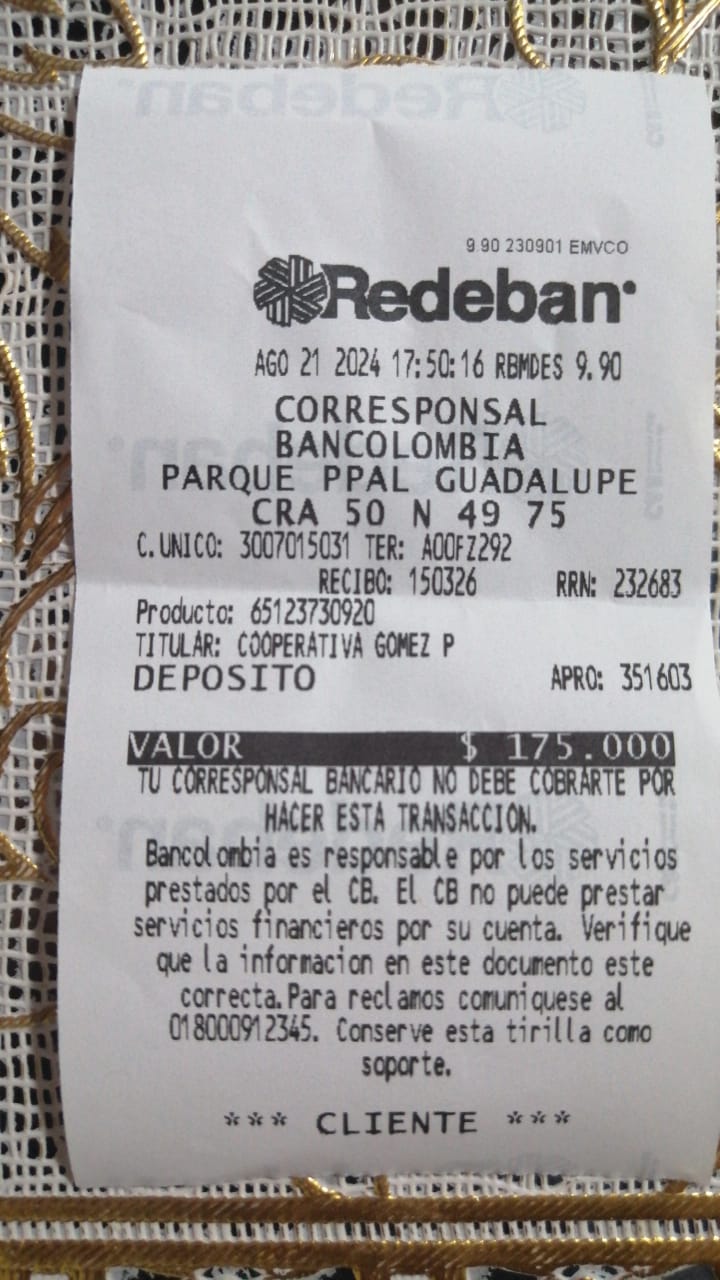 9.90 230901 EMVCO
Redeban
AGO 21 2024 17:50:16 RBMDES 9.90
CORRESPONSAL
BANCOLOMBIA
PARQUE PPAL GUADALUPE
CRA 50 N 49 75
C.UNICO: 3007015031 TER: A00FZ292
RECIBO: 150326 RRN: 232683
Producto: 65123730920
TITULAR: COOPERATIVA GOMEZ P
DEPOSITO APRO: 351603
VALOR $ 175.000
TU CORRESPONSAL BANCARIO NO DEBE COBRARTE POR
HACER ESTA TRANSACCION.
Bancolombia es responsable por los servicios
prestados por el CB. El CB no puede prestar
servicios financieros por su cuenta. Verifique
que la informacion en este documento este
correcta.Para reclamos comuniquese al
018000912345. Conserve esta tirilla como
soporte.
*** CLIENTE ***